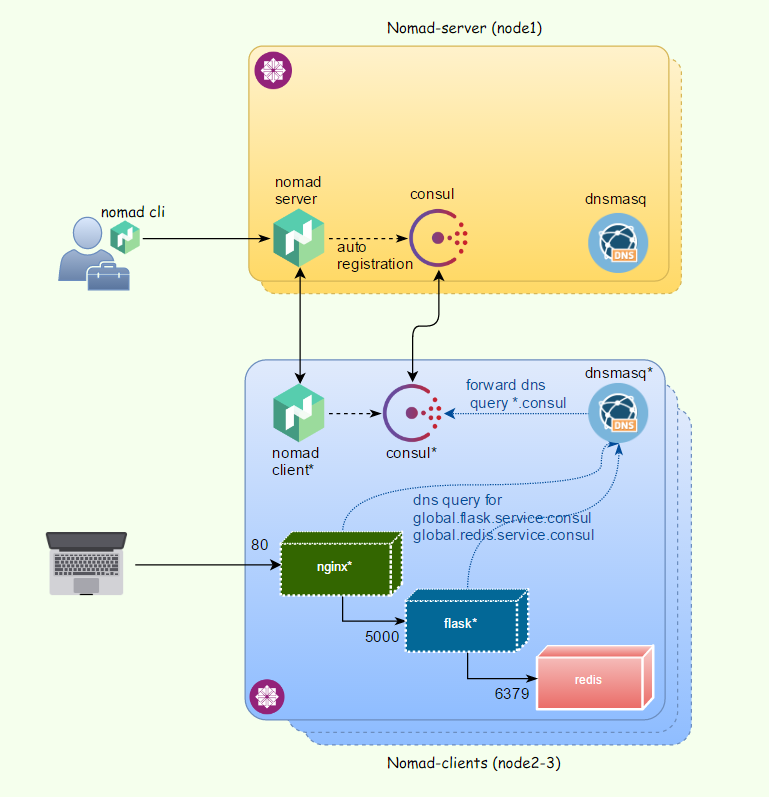 Nomad-server (node1)
nomad
server
consul
dnsmasq
nomad cli
auto
registration
DNS
dnsmasq*
forward dns
query *.consul
DNS
nomad
client*
consul*
dns query for
global.flask.service.consul
global.redis.service.consul
80
nginx*
5000
flask*
6379
redis
Nomad-clients (node2-3)